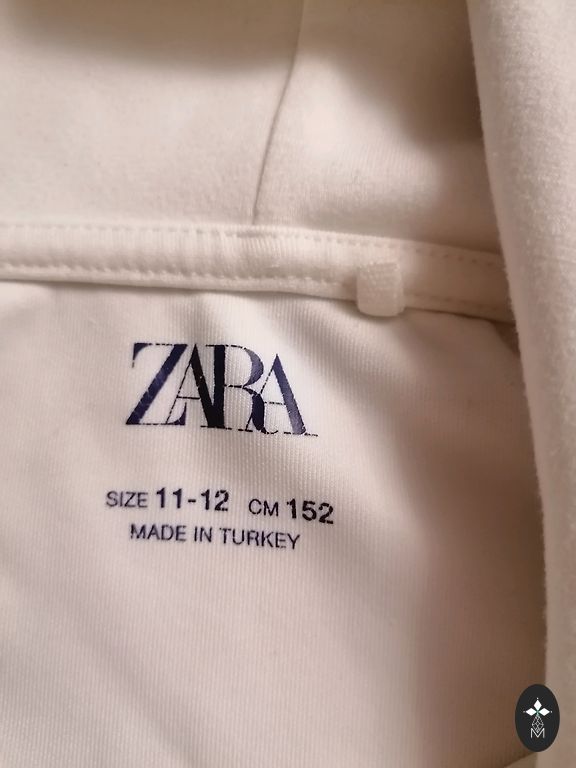 ZARA
SIZE 11-12 CM 152
MADE IN TURKEY
M